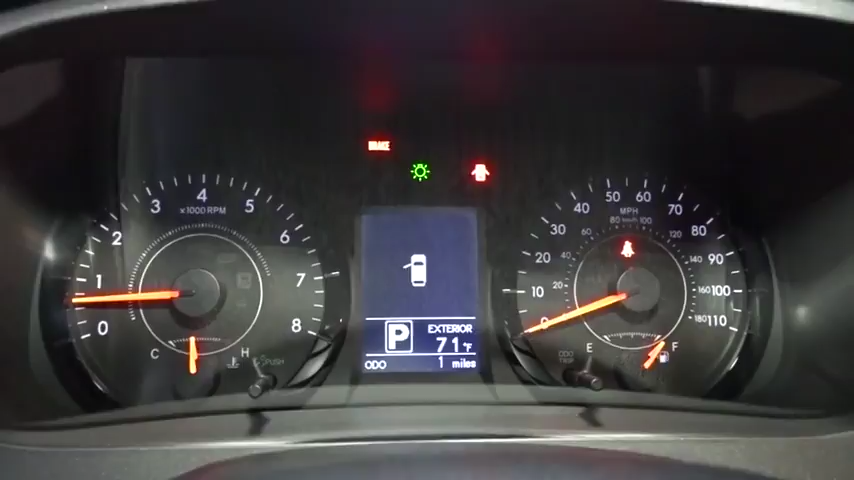 BRAKE
0
1
2
3
4
5
6
7
8
x1000 RPM
C
H
PUSH
P
EXTERIOR
71°F
ODO
1 miles
0
10
20
30
40
50
60
70
80
90
100
110
MPH
km/h
20
40
60
80
100
120
140
160
180
ODO
TRIP
E
F